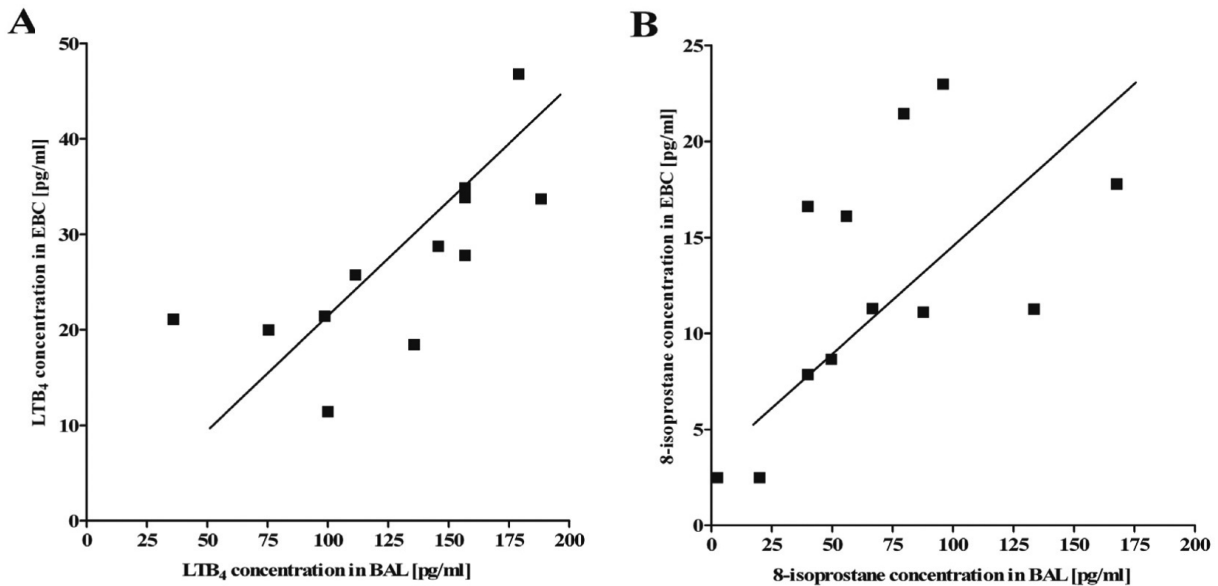 A
LTB₄ concentration in EBC [pg/ml]
50
40
30
20
10
0
0 25 50 75 100 125 150 175 200
LTB₄ concentration in BAL [pg/ml]
B
8-isoprostane concentration in EBC [pg/ml]
25
20
15
10
5
0
0 25 50 75 100 125 150 175 200
8-isoprostane concentration in BAL [pg/ml]